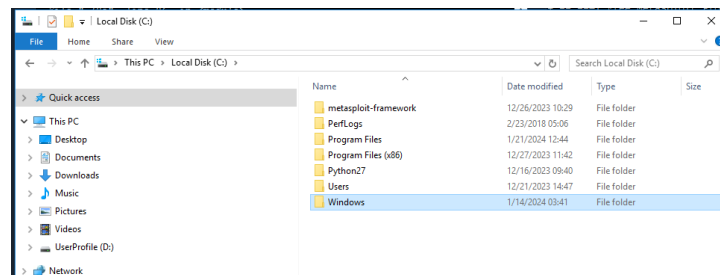 Local Disk (C:)
File Home Share View
This PC Local Disk (C:) Search Local Disk (C:)
Name Date modified Type Size
Quick access
This PC
Desktop
Documents
Downloads
Music
Pictures
Videos
UserProfile (D:)
Network
metasploit-framework 12/26/2023 10:29 File folder
PerfLogs 2/23/2018 05:06 File folder
Program Files 1/21/2024 12:44 File folder
Program Files (x86) 12/27/2023 11:42 File folder
Python27 12/16/2023 09:40 File folder
Users 12/21/2023 14:47 File folder
Windows 1/14/2024 03:41 File folder